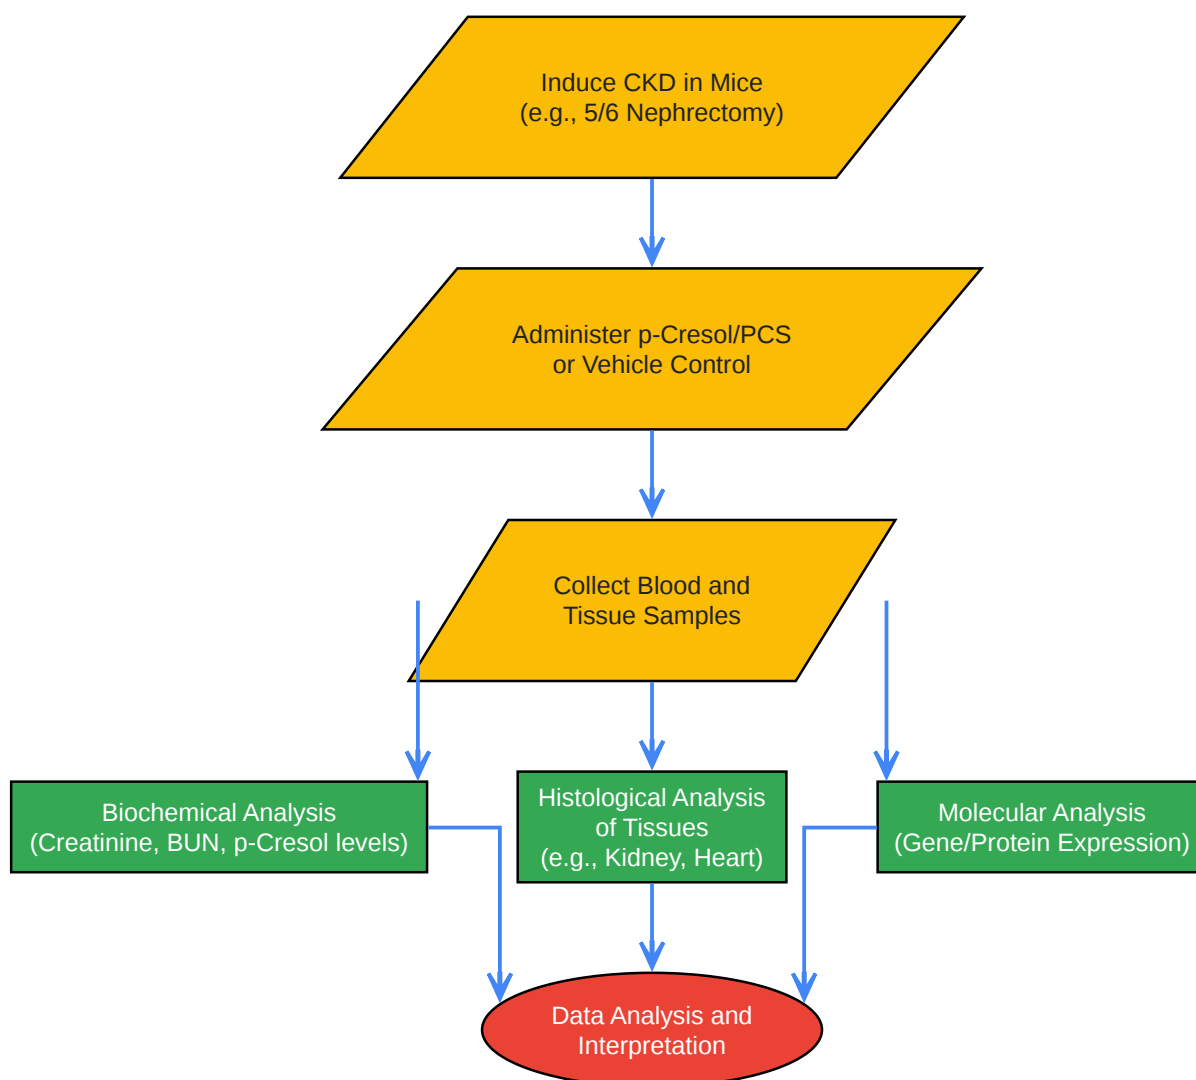 Induce CKD in Mice
(e.g., 5/6 Nephrectomy)
Administer p-Cresol/PCS
or Vehicle Control
Collect Blood and
Tissue Samples
Biochemical Analysis
(Creatinine, BUN, p-Cresol levels)
Histological Analysis
of Tissues
(e.g., Kidney, Heart)
Molecular Analysis
(Gene/Protein Expression)
Data Analysis and
Interpretation